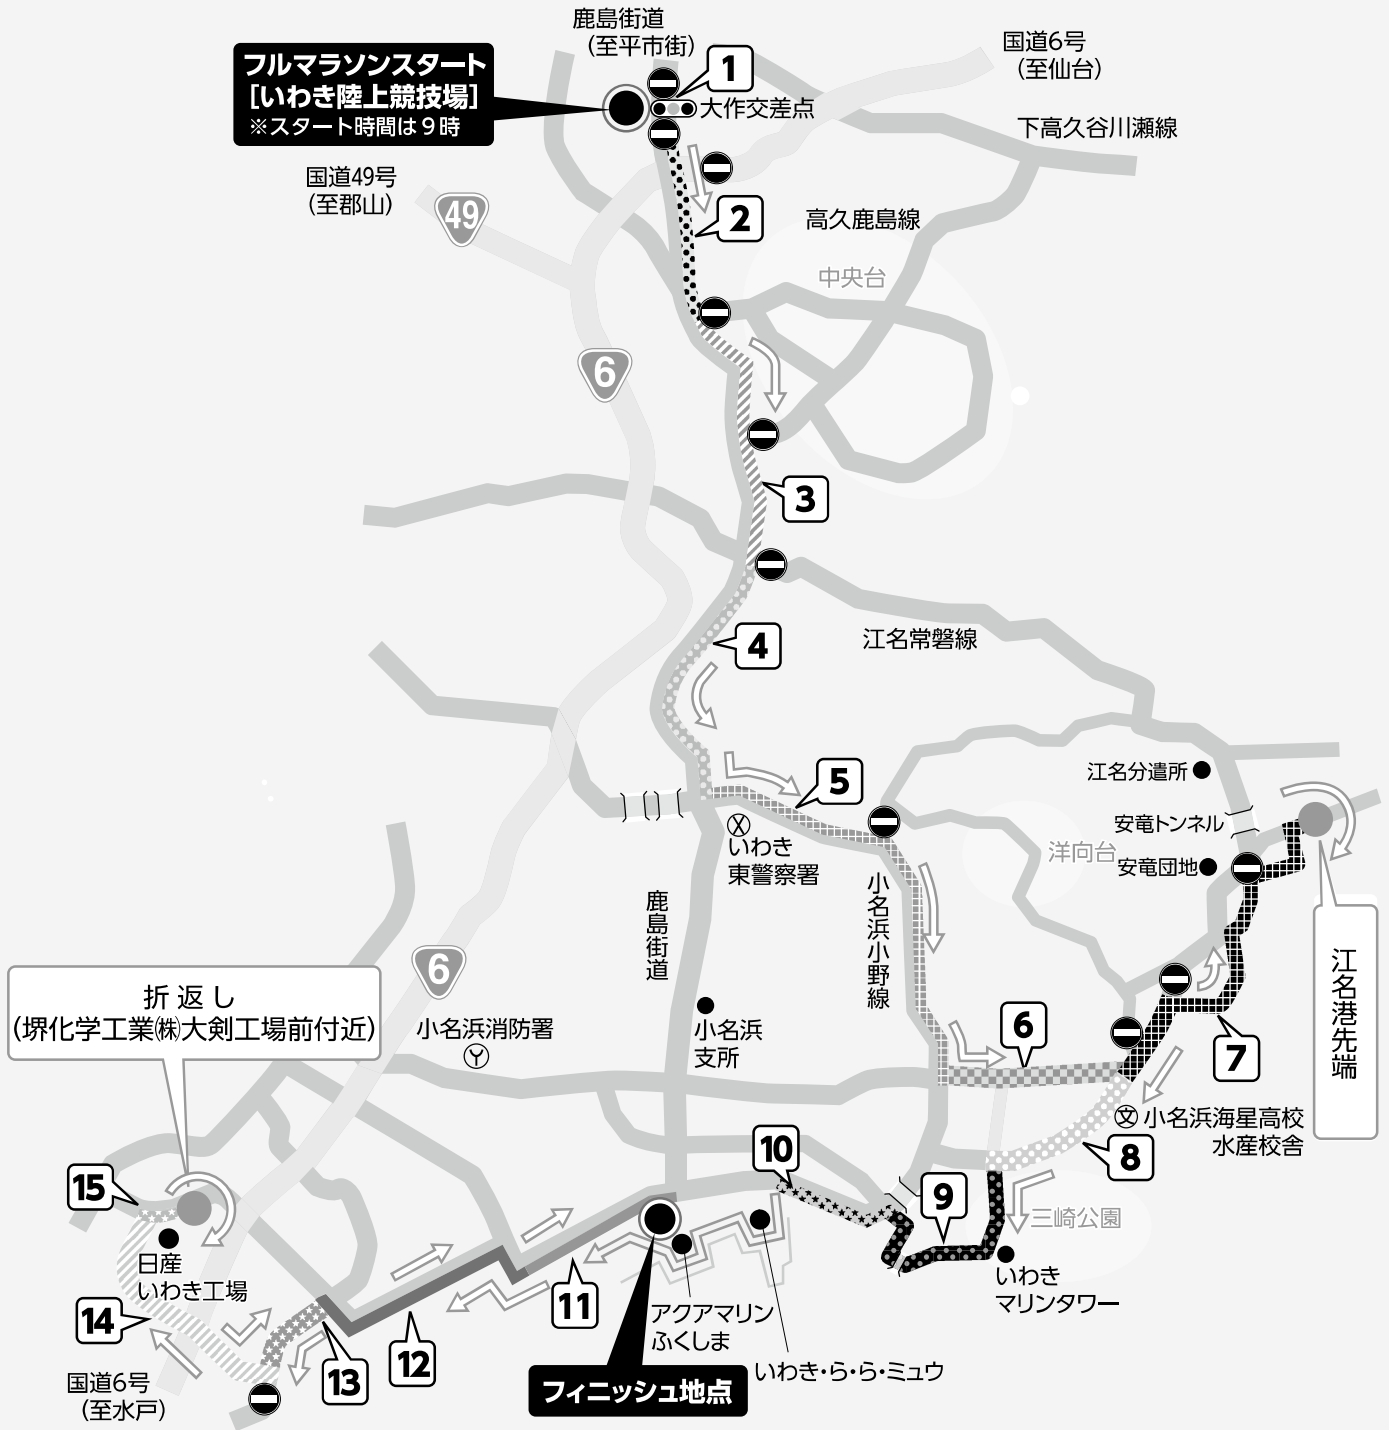 鹿島街道
（至平市街）
国道6号
（至仙台）
フルマラソンスタート
［いわき陸上競技場］
※スタート時間は９時
1
大作交差点
下高久谷川瀬線
国道49号
（至郡山）
49
2
高久鹿島線
中央台
6
3
4
江名常磐線
5
江名分遣所
安竜トンネル
洋向台
安竜団地
いわき
東警察署
小名浜小野線
鹿島街道
江名港先端
6
折返し
（堺化学工業㈱大剣工場前付近）
小名浜消防署
小名浜
支所
6
7
文
小名浜海星高校
水産校舎
8
10
9
15
三崎公園
日産
いわき工場
いわき
マリンタワー
11
アクアマリン
ふくしま
14
12
13
いわき・ら・ら・ミュウ
国道6号
（至水戸）
フィニッシュ地点